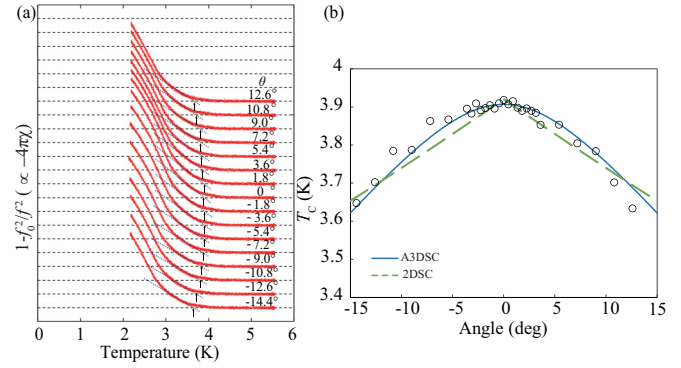 (a)
1-f₀²/f² ( ∝ −4πχ)
θ
12.6°
10.8°
9.0°
7.2°
5.4°
3.6°
1.8°
0 °
-1.8°
-3.6°
-5.4°
-7.2°
-9.0°
-10.8°
-12.6°
-14.4°
0 1 2 3 4 5 6
Temperature (K)
(b)
T_C (K)
4
3.9
3.8
3.7
3.6
3.5
3.4
A3DSC
2DSC
-15 -10 -5 0 5 10 15
Angle (deg)